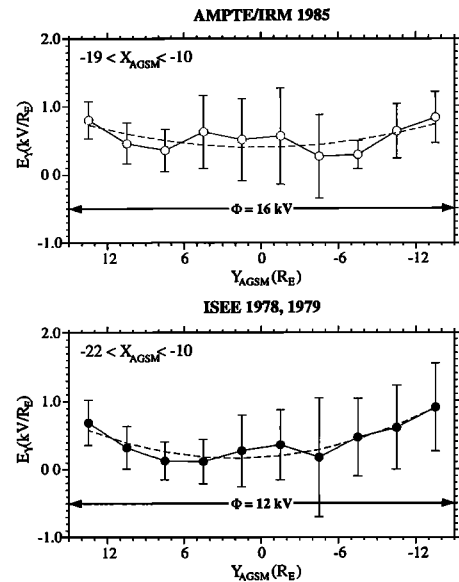 AMPTE/IRM 1985
2.0
-19 < X_AGSM < -10
1.0
E_Y(kV/R_E)
0.0
Φ = 16 kV
-1.0
12 6 0 -6 -12
Y_AGSM(R_E)
ISEE 1978, 1979
2.0
-22 < X_AGSM < -10
1.0
E_Y(kV/R_E)
0.0
Φ = 12 kV
-1.0
12 6 0 -6 -12
Y_AGSM(R_E)